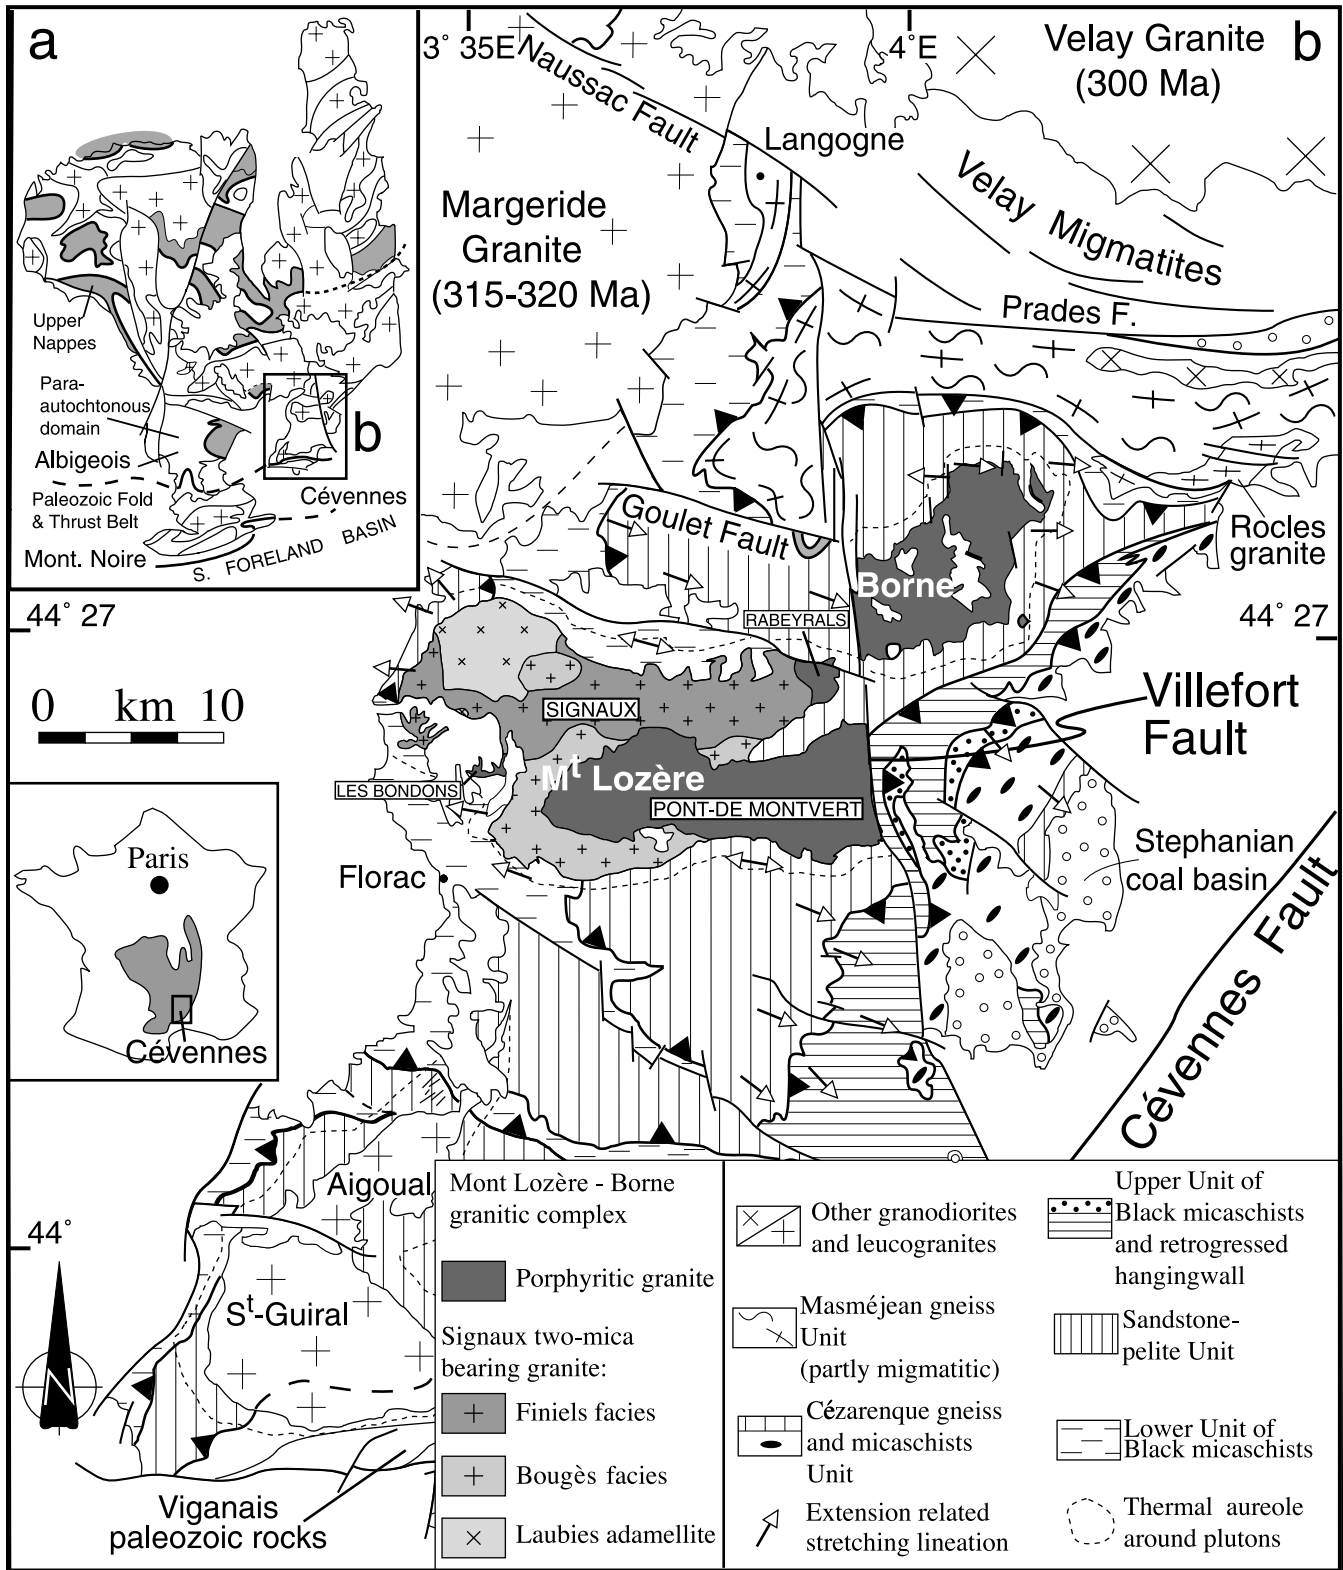 a
Upper
Nappes
Para-
autochtonous
domain
Albigeois
Paleozoic Fold
& Thrust Belt
Mont. Noire
b
Cévennes
S. FORELAND BASIN
3° 35E
4°E
b
Velay Granite
(300 Ma)
Naussac Fault
Langogne
Velay Migmatites
Margeride
Granite
(315-320 Ma)
Prades F.
Goulet Fault
Rocles
granite
Borne
RABEYRALS
44° 27
44° 27
0 km 10
SIGNAUX
Villefort
Fault
Mt Lozère
LES BONDONS
PONT-DE MONTVERT
Stephanian
coal basin
Florac
Cévennes Fault
Paris
Cévennes
Aigoual
44°
St-Guiral
N
Viganais
paleozoic rocks
Mont Lozère - Borne
granitic complex
Porphyritic granite
Signaux two-mica
bearing granite:
Finiels facies
Bougès facies
Laubies adamellite
Other granodiorites
and leucogranites
Masméjean gneiss
Unit
(partly migmatitic)
Cézarenque gneiss
and micaschists
Unit
Extension related
stretching lineation
Upper Unit of
Black micaschists
and retrogressed
hangingwall
Sandstone-
pelite Unit
Lower Unit of
Black micaschists
Thermal aureole
around plutons